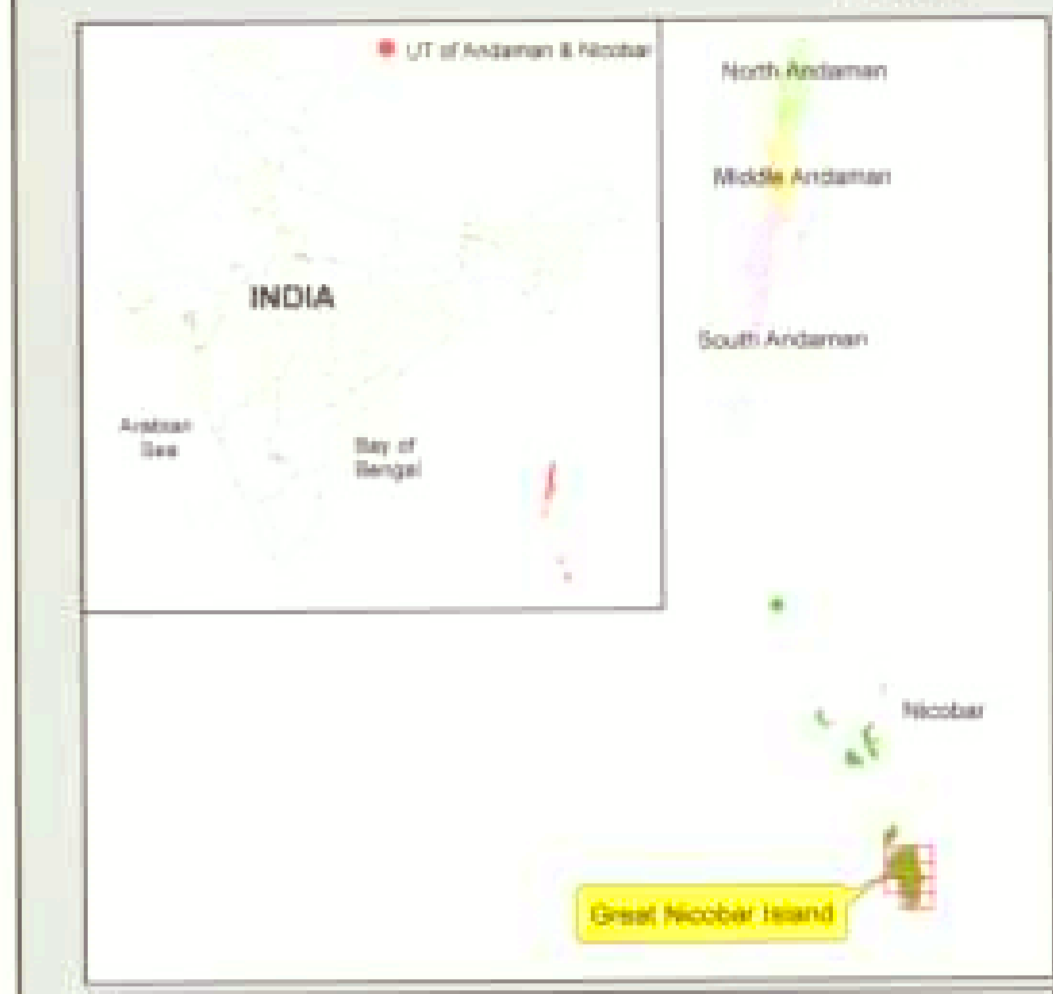 UT of Andaman & Nicobar
INDIA
Arabian
Sea
Bay of
Bengal
North Andaman
Middle Andaman
South Andaman
Nicobar
Great Nicobar Island